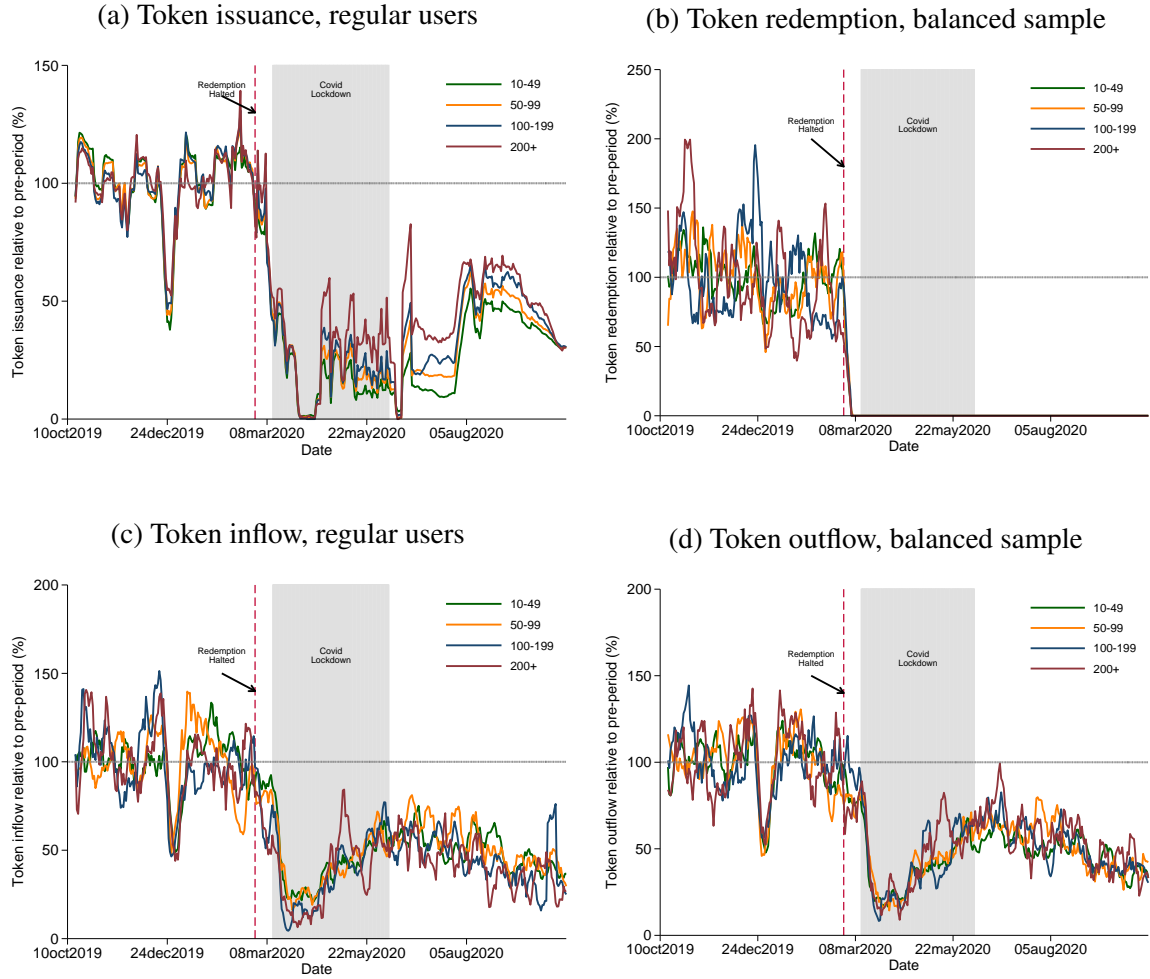 (a) Token issuance, regular users
Token issuance relative to pre-period (%)
150
100
50
0
Redemption
Halted
Covid
Lockdown
10-49
50-99
100-199
200+
10oct2019
24dec2019
08mar2020
22may2020
05aug2020
Date
(b) Token redemption, balanced sample
Token redemption relative to pre-period (%)
250
200
150
100
50
0
Redemption
Halted
Covid
Lockdown
10-49
50-99
100-199
200+
10oct2019
24dec2019
08mar2020
22may2020
05aug2020
Date
(c) Token inflow, regular users
Token inflow relative to pre-period (%)
200
150
100
50
0
Redemption
Halted
Covid
Lockdown
10-49
50-99
100-199
200+
10oct2019
24dec2019
08mar2020
22may2020
05aug2020
Date
(d) Token outflow, balanced sample
Token outflow relative to pre-period (%)
200
150
100
50
0
Redemption
Halted
Covid
Lockdown
10-49
50-99
100-199
200+
10oct2019
24dec2019
08mar2020
22may2020
05aug2020
Date